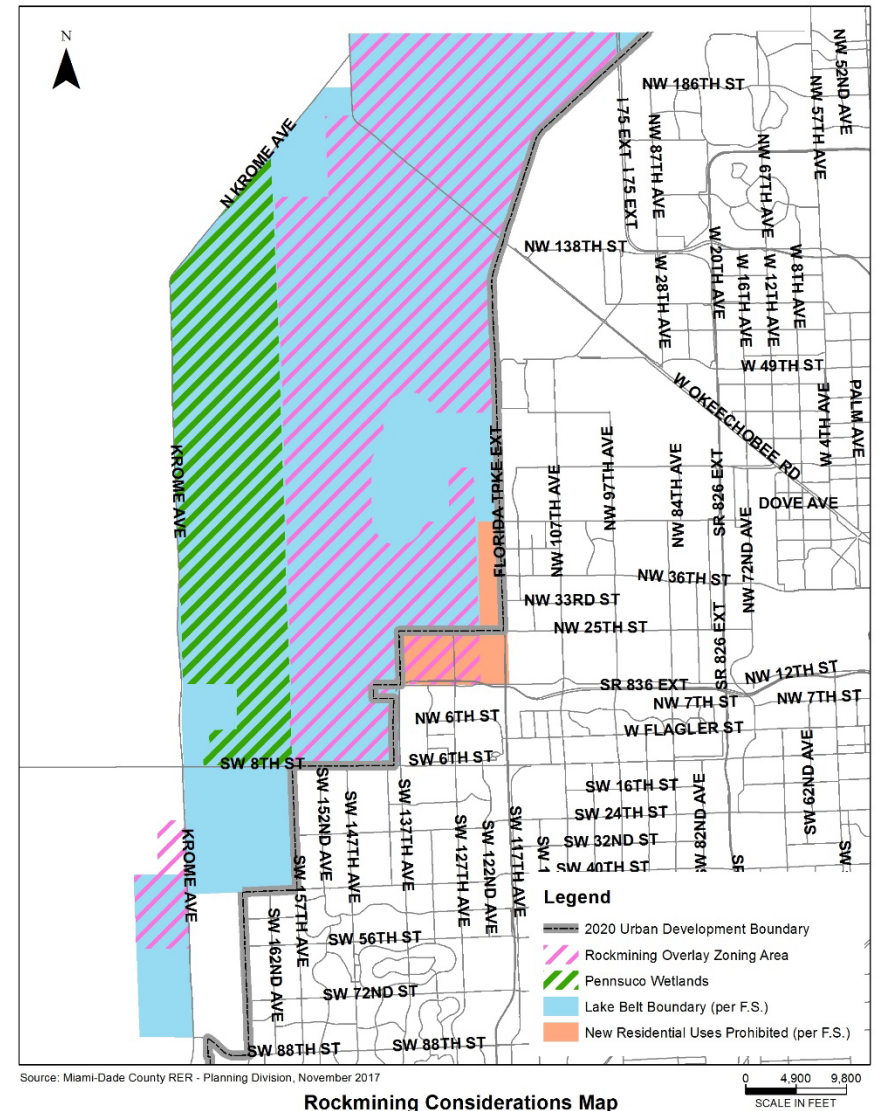 N
NW 186TH ST
NW 52ND AVE
NW 57TH AVE
I 75 EXT
I 75 EXT
NW 87TH AVE
NW 67TH AVE
N KROME AVE
NW 138TH ST
W 28TH AVE
W 20TH AVE
W 16TH AVE
W 12TH AVE
W 8TH AVE
W 49TH ST
W OKEECHOBEE RD
W 4TH AVE
PALM AVE
KROME AVE
FLORIDA TPKE EXT
NW 107TH AVE
NW 97TH AVE
NW 84TH AVE
SR 826 EXT
DOVE AVE
NW 72ND AVE
NW 36TH ST
NW 33RD ST
NW 25TH ST
SR 826 EXT
NW 12TH ST
SR 836 EXT
NW 7TH ST
NW 7TH ST
NW 6TH ST
W FLAGLER ST
SW 8TH ST
SW 6TH ST
SW 152ND AVE
SW 147TH AVE
SW 137TH AVE
SW 127TH AVE
SW 122ND AVE
SW 117TH AVE
SW 16TH ST
SW 24TH ST
SW 32ND ST
SW 40TH ST
SW 82ND AVE
SW 62ND AVE
KROME AVE
SW 157TH AVE
SW 162ND AVE
SW 56TH ST
SW 72ND ST
SW 88TH ST
SW 88TH ST
Legend
2020 Urban Development Boundary
Rockmining Overlay Zoning Area
Pennsuco Wetlands
Lake Belt Boundary (per F.S.)
New Residential Uses Prohibited (per F.S.)
Source: Miami-Dade County RER - Planning Division, November 2017
0 4,900 9,800
SCALE IN FEET
Rockmining Considerations Map